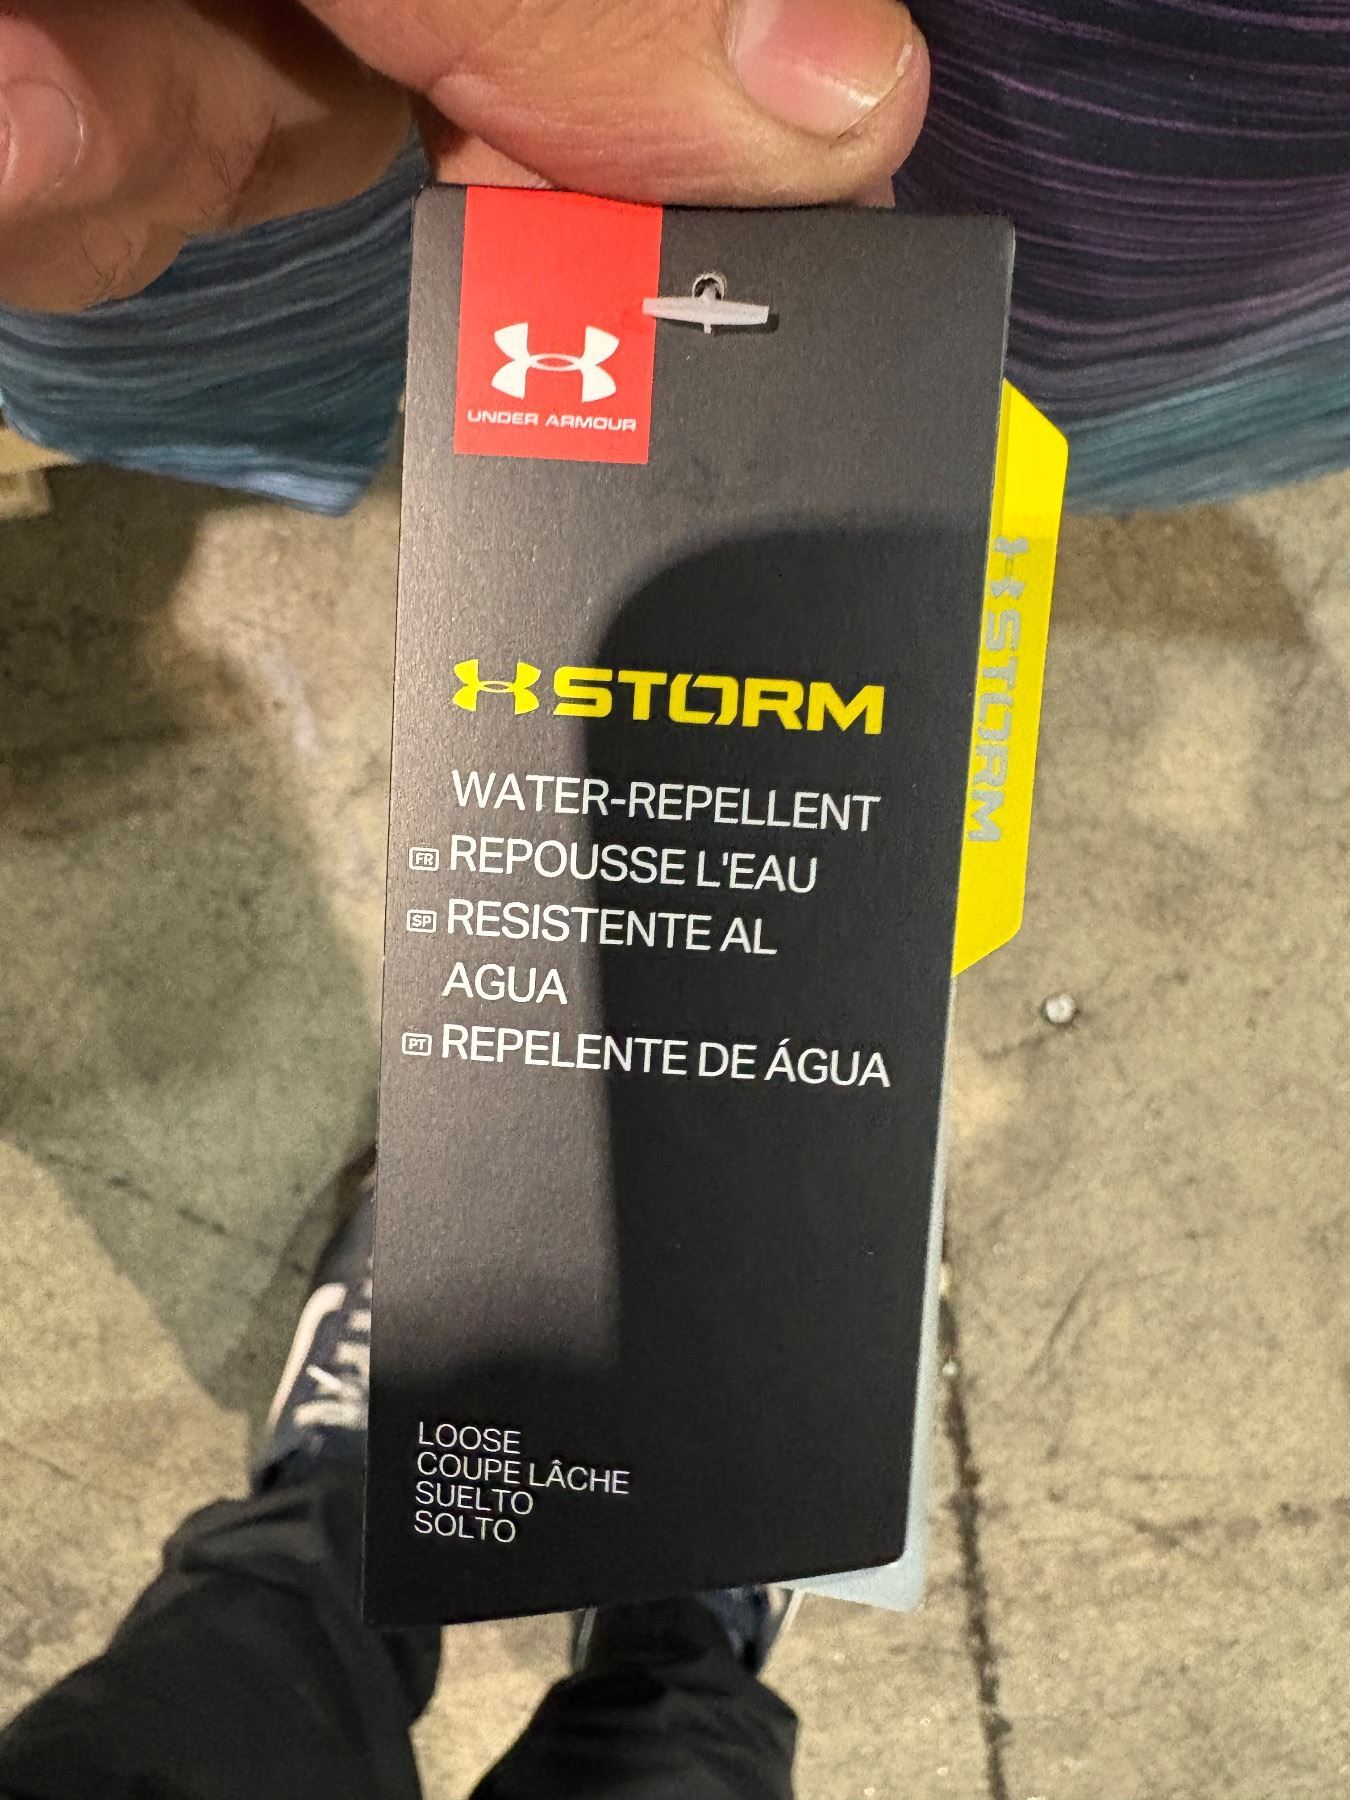 UNDER ARMOUR
STORM
WATER-REPELLENT
FR REPOUSSE L'EAU
SP RESISTENTE AL
AGUA
PT REPELENTE DE ÁGUA
LOOSE
COUPE LÂCHE
SUELTO
SOLTO
STORM